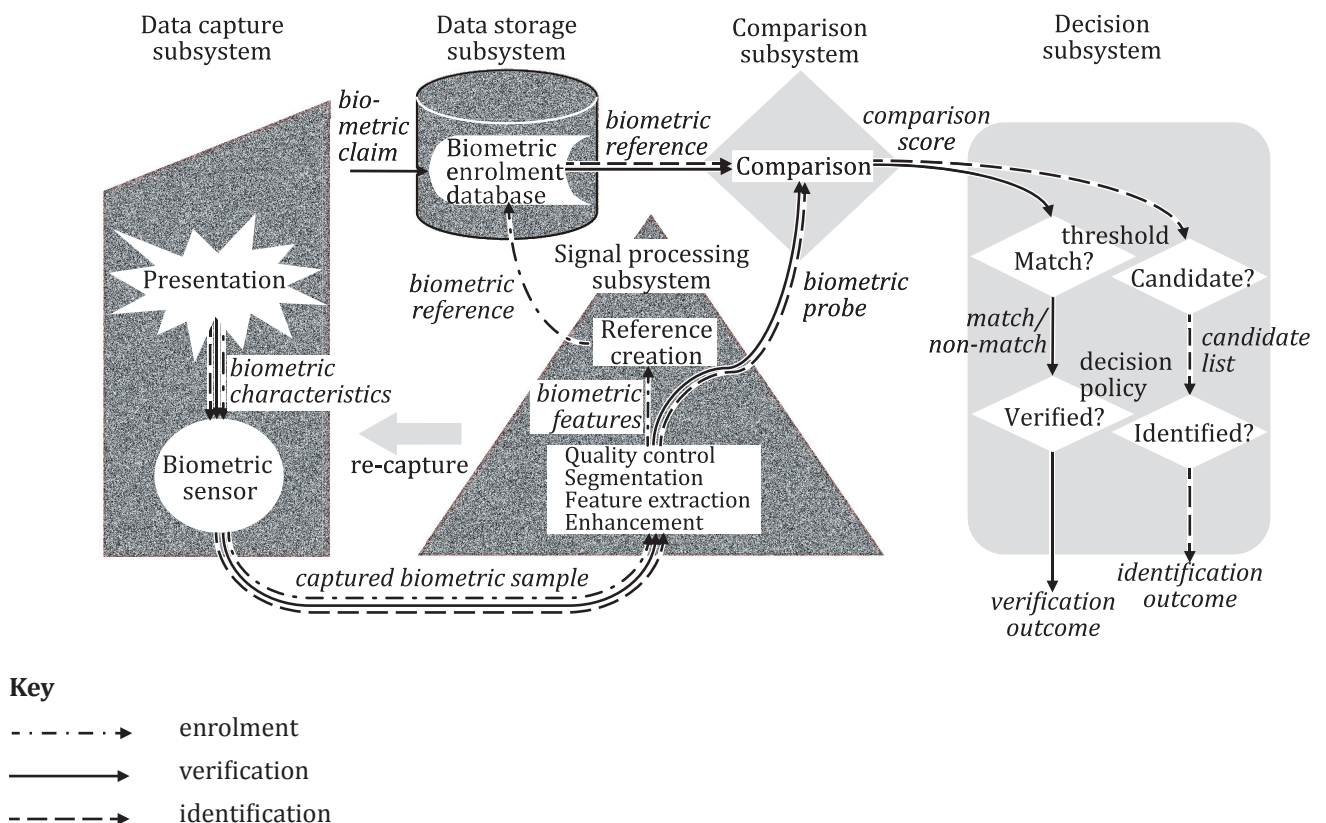 Data capture
subsystem
Data storage
subsystem
Comparison
subsystem
Decision
subsystem
bio-
metric
claim
Biometric
enrolment
database
biometric
reference
Comparison
comparison
score
Presentation
biometric
characteristics
Biometric
sensor
re-capture
captured biometric sample
biometric
reference
Signal processing
subsystem
Reference
creation
biometric
features
Quality control
Segmentation
Feature extraction
Enhancement
biometric
probe
threshold
Match?
Candidate?
match/
non-match
candidate
list
decision
policy
Verified?
Identified?
verification
outcome
identification
outcome
Key
enrolment
verification
identification